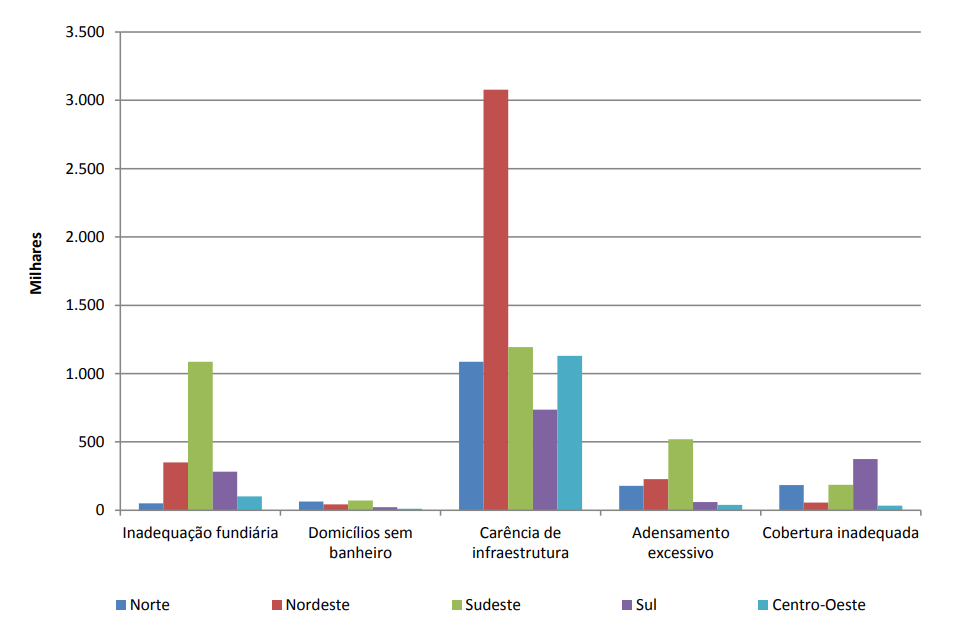 3.500
3.000
2.500
2.000
1.500
1.000
500
0
Milhares
Inadequação fundiária
Domicílios sem
banheiro
Carência de
infraestrutura
Adensamento
excessivo
Cobertura inadequada
Norte
Nordeste
Sudeste
Sul
Centro-Oeste